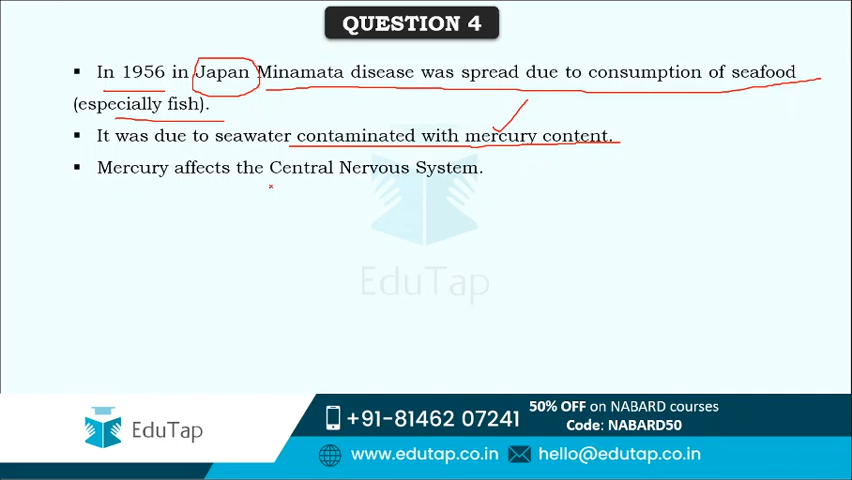 QUESTION 4
▪ In 1956 in Japan Minamata disease was spread due to consumption of seafood
(especially fish).
▪ It was due to seawater contaminated with mercury content.
▪ Mercury affects the Central Nervous System.
EduTap
EduTap
+91-81462 07241
50% OFF on NABARD courses
Code: NABARD50
www.edutap.co.in
hello@edutap.co.in